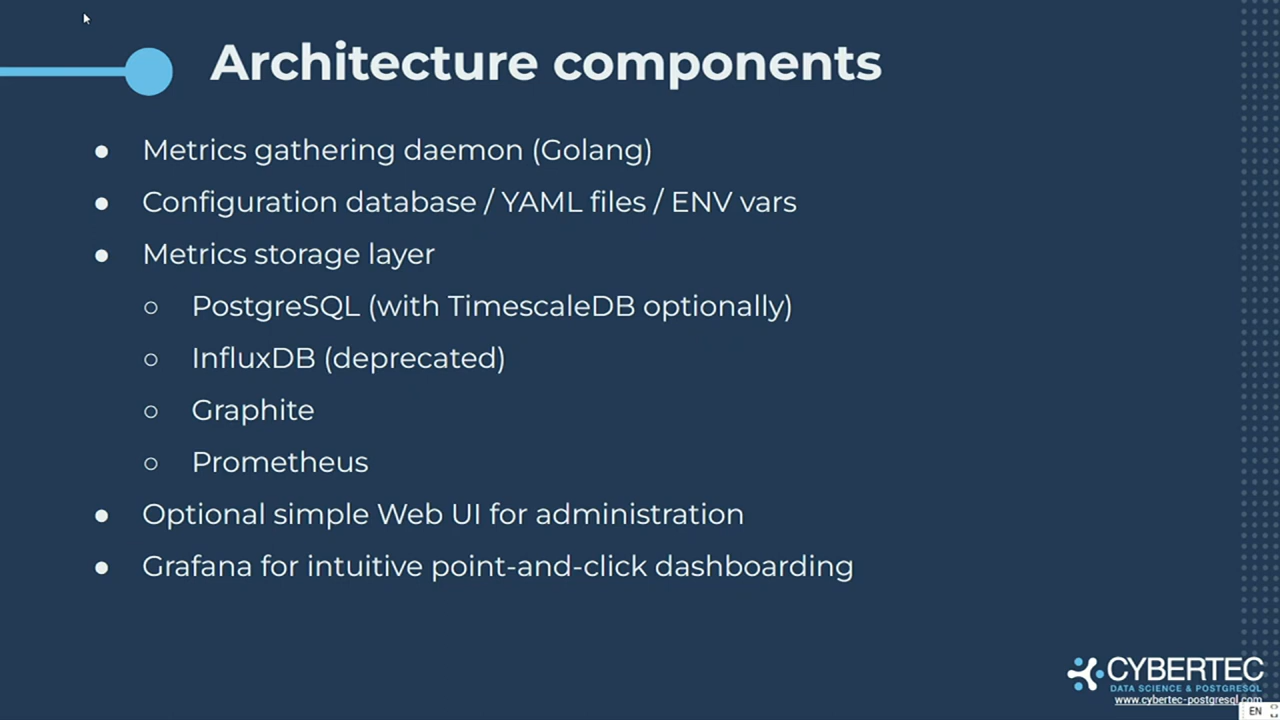 Architecture components
● Metrics gathering daemon (Golang)
● Configuration database / YAML files / ENV vars
● Metrics storage layer
○ PostgreSQL (with TimescaleDB optionally)
○ InfluxDB (deprecated)
○ Graphite
○ Prometheus
● Optional simple Web UI for administration
● Grafana for intuitive point-and-click dashboarding
CYBERTEC
DATA SCIENCE & POSTGRESQL
www.cybertec-postgresql.com
EN